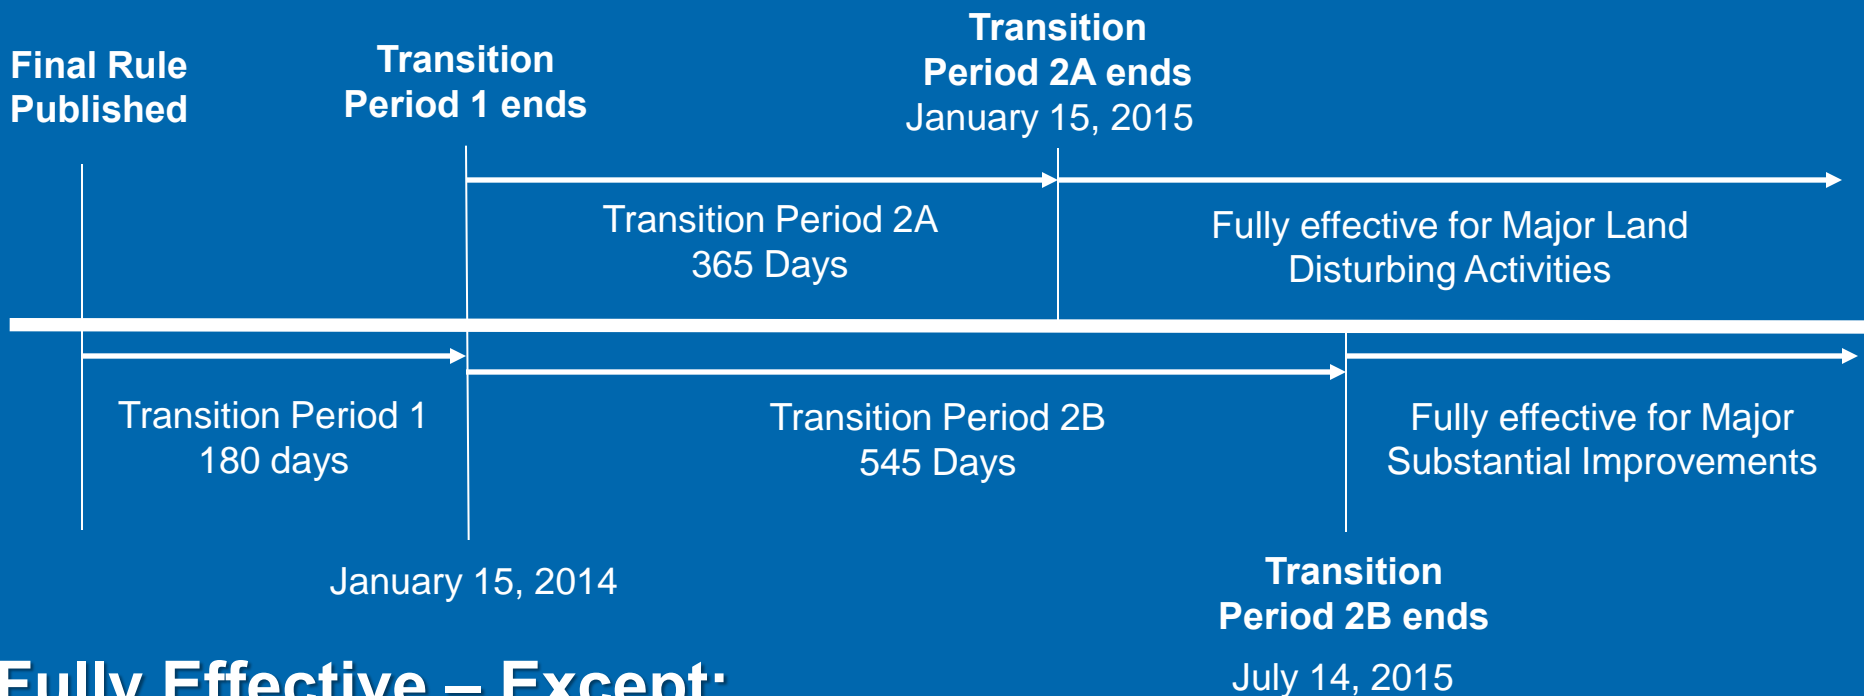 Final Rule
Published
Transition
Period 1 ends
Transition
Period 2A ends
January 15, 2015
Transition Period 2A
365 Days
Fully effective for Major Land
Disturbing Activities
Transition Period 1
180 days
Transition Period 2B
545 Days
Fully effective for Major
Substantial Improvements
January 15, 2014
Transition
Period 2B ends
July 14, 2015
Fully Effective – Except: